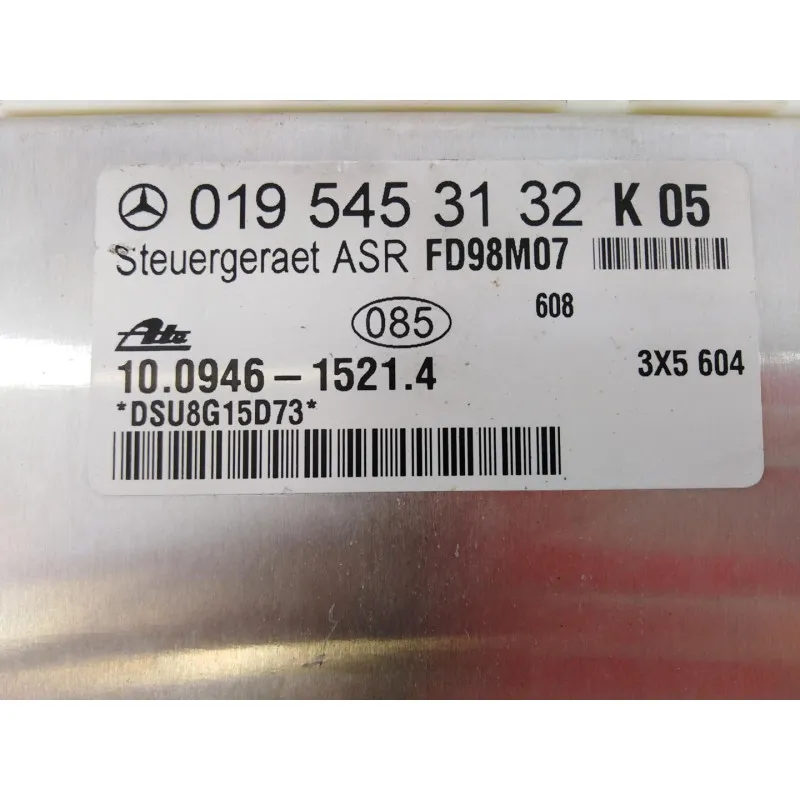 019 545 31 32 K 05
Steuergeraet ASR FD98M07
085 608
Ate
10.0946-1521.4 3X5 604
*DSU8G15D73*